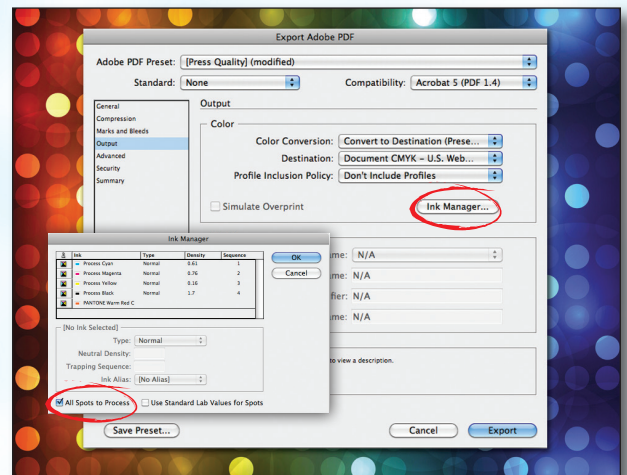 Export Adobe PDF
Adobe PDF Preset: [Press Quality] (modified)
Standard: None Compatibility: Acrobat 5 (PDF 1.4)
General
Compression
Marks and Bleeds
Output
Advanced
Security
Summary
Output
Color
Color Conversion: Convert to Destination (Prese...
Destination: Document CMYK – U.S. Web...
Profile Inclusion Policy: Don't Include Profiles
Simulate Overprint Ink Manager...
N/A
N/A
N/A
N/A
to view a description.
Ink Manager
Ink Type Density Sequence
Process Cyan Normal 0.61 1
Process Magenta Normal 0.76 2
Process Yellow Normal 0.16 3
Process Black Normal 1.7 4
PANTONE Warm Red C
OK
Cancel
[No Ink Selected]
Type: Normal
Neutral Density:
Trapping Sequence:
Ink Alias: [No Alias]
All Spots to Process Use Standard Lab Values for Spots
Save Preset... Cancel Export